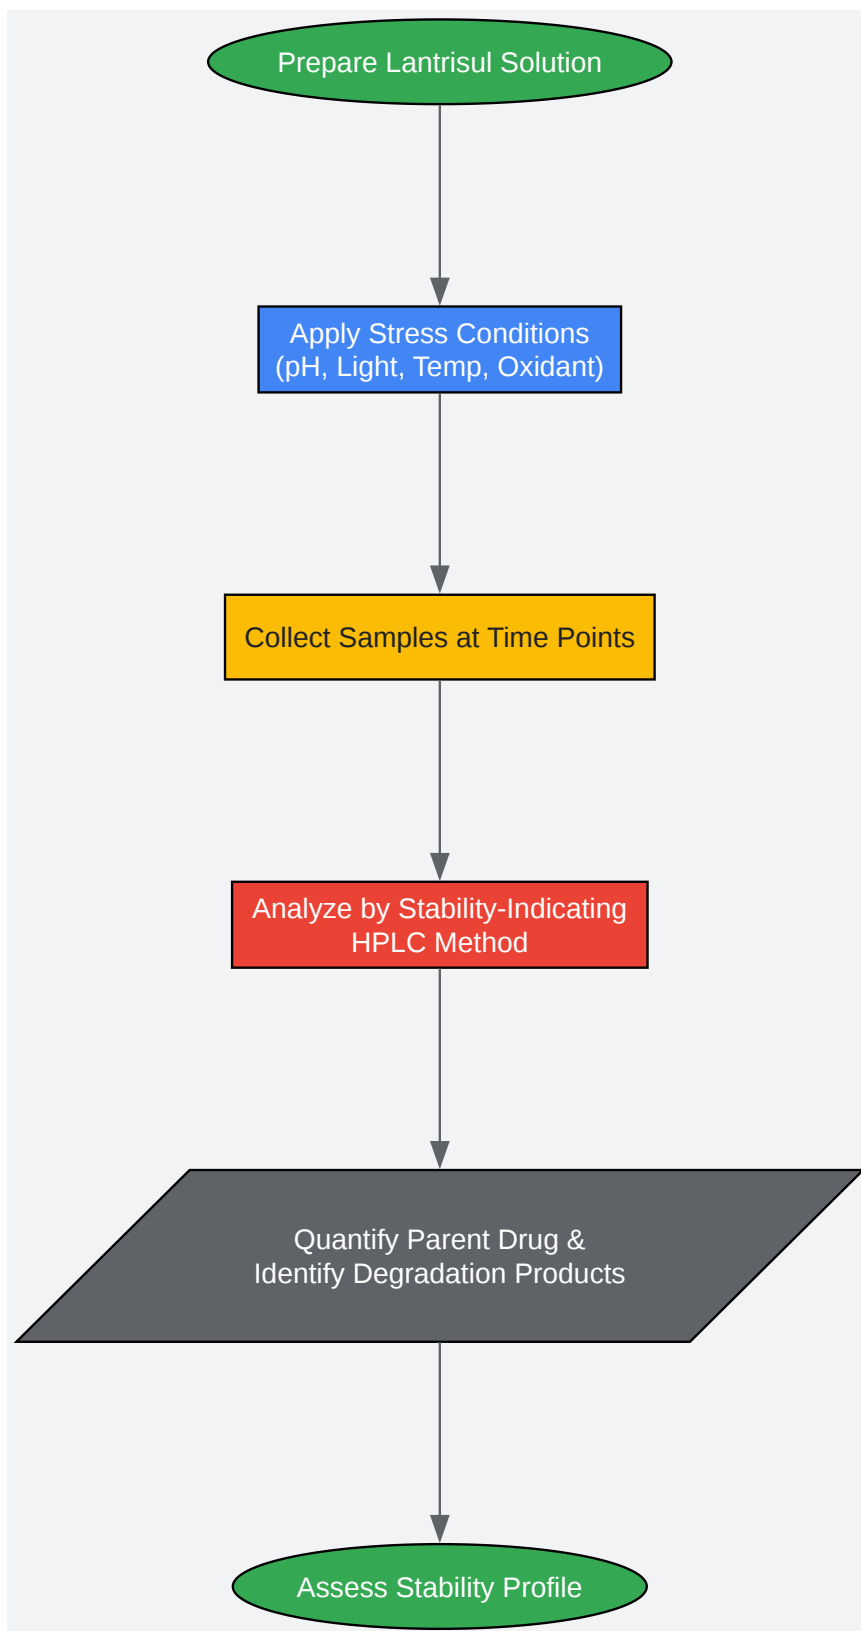 Prepare Lantrisul Solution
Apply Stress Conditions
(pH, Light, Temp, Oxidant)
Collect Samples at Time Points
Analyze by Stability-Indicating
HPLC Method
Quantify Parent Drug &
Identify Degradation Products
Assess Stability Profile